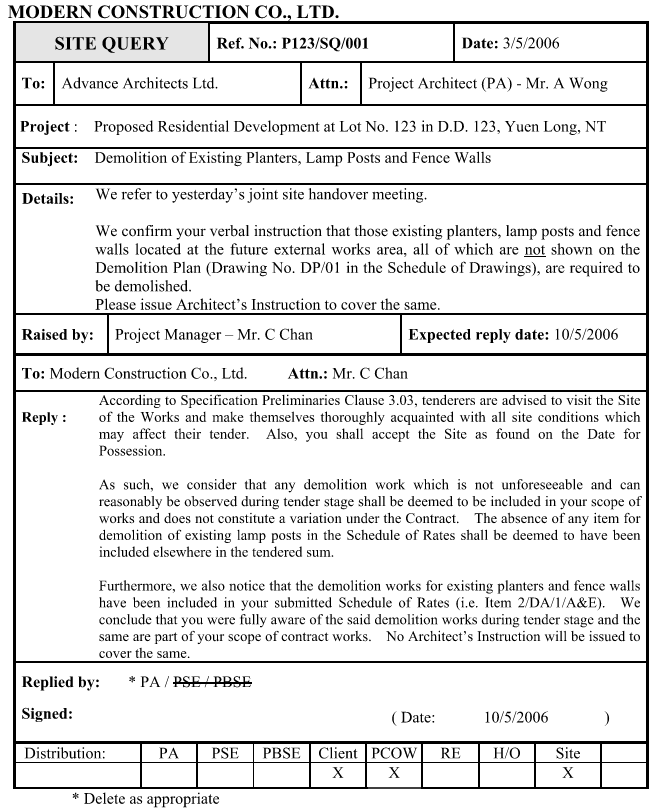 MODERN CONSTRUCTION CO., LTD.
SITE QUERY Ref. No.: P123/SQ/001 Date: 3/5/2006
To: Advance Architects Ltd. Attn.: Project Architect (PA) - Mr. A Wong
Project : Proposed Residential Development at Lot No. 123 in D.D. 123, Yuen Long, NT
Subject: Demolition of Existing Planters, Lamp Posts and Fence Walls
Details: We refer to yesterday's joint site handover meeting.
We confirm your verbal instruction that those existing planters, lamp posts and fence
walls located at the future external works area, all of which are not shown on the
Demolition Plan (Drawing No. DP/01 in the Schedule of Drawings), are required to
be demolished.
Please issue Architect's Instruction to cover the same.
Raised by: Project Manager – Mr. C Chan Expected reply date: 10/5/2006
To: Modern Construction Co., Ltd. Attn.: Mr. C Chan
Reply : According to Specification Preliminaries Clause 3.03, tenderers are advised to visit the Site
of the Works and make themselves thoroughly acquainted with all site conditions which
may affect their tender. Also, you shall accept the Site as found on the Date for
Possession.
As such, we consider that any demolition work which is not unforeseeable and can
reasonably be observed during tender stage shall be deemed to be included in your scope of
works and does not constitute a variation under the Contract. The absence of any item for
demolition of existing lamp posts in the Schedule of Rates shall be deemed to have been
included elsewhere in the tendered sum.
Furthermore, we also notice that the demolition works for existing planters and fence walls
have been included in your submitted Schedule of Rates (i.e. Item 2/DA/1/A&E). We
conclude that you were fully aware of the said demolition works during tender stage and the
same are part of your scope of contract works. No Architect's Instruction will be issued to
cover the same.
Replied by: * PA / PSE / PBSE
Signed: ( Date: 10/5/2006 )
Distribution: PA PSE PBSE Client PCOW RE H/O Site
X X X
* Delete as appropriate